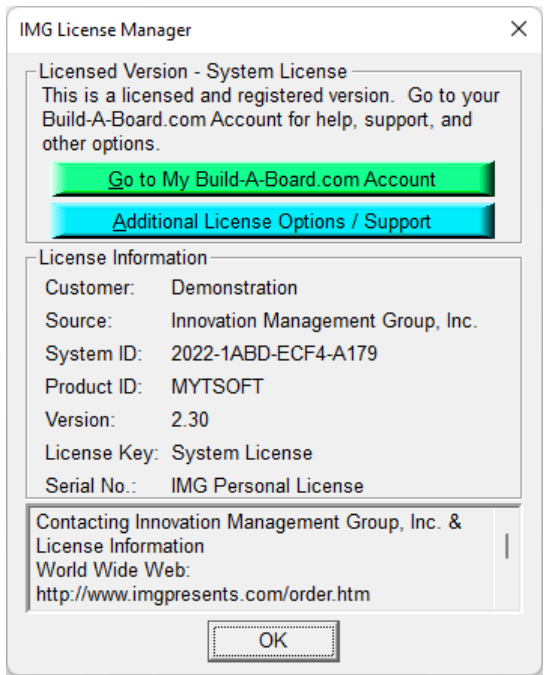 IMG License Manager
Licensed Version - System License
This is a licensed and registered version.  Go to your
Build-A-Board.com Account for help, support, and
other options.
Go to My Build-A-Board.com Account
Additional License Options / Support
License Information
Customer: Demonstration
Source: Innovation Management Group, Inc.
System ID: 2022-1ABD-ECF4-A179
Product ID: MYTSOFT
Version: 2.30
License Key: System License
Serial No.: IMG Personal License
Contacting Innovation Management Group, Inc. &
License Information
World Wide Web:
http://www.imgpresents.com/order.htm
OK